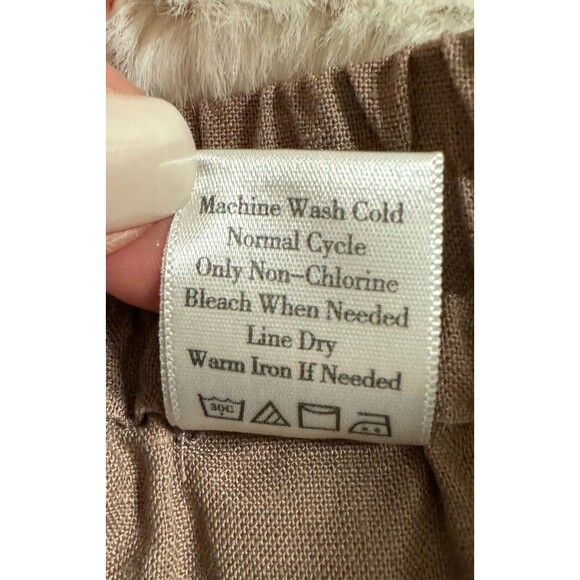 Machine Wash Cold
Normal Cycle
Only Non-Chlorine
Bleach When Needed
Line Dry
Warm Iron If Needed
30C